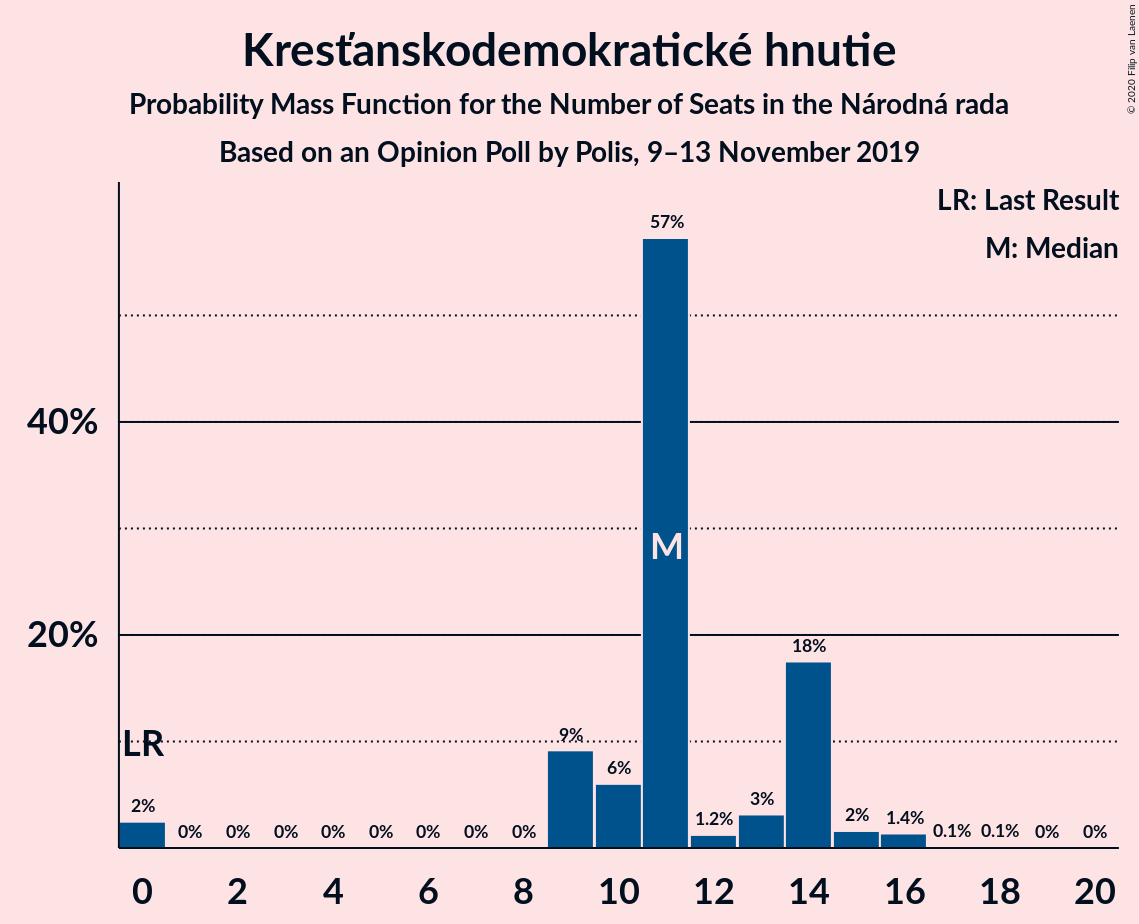 Kresťanskodemokratické hnutie
Probability Mass Function for the Number of Seats in the Národná rada
Based on an Opinion Poll by Polis, 9–13 November 2019
© 2020 Filip van Laenen
LR: Last Result
M: Median
57%
40%
M
20%
18%
LR
9%
6%
2%
0%
0%
0%
0%
0%
0%
0%
0%
1.2%
3%
2%
1.4%
0.1%
0.1%
0%
0%
0 2 4 6 8 10 12 14 16 18 20